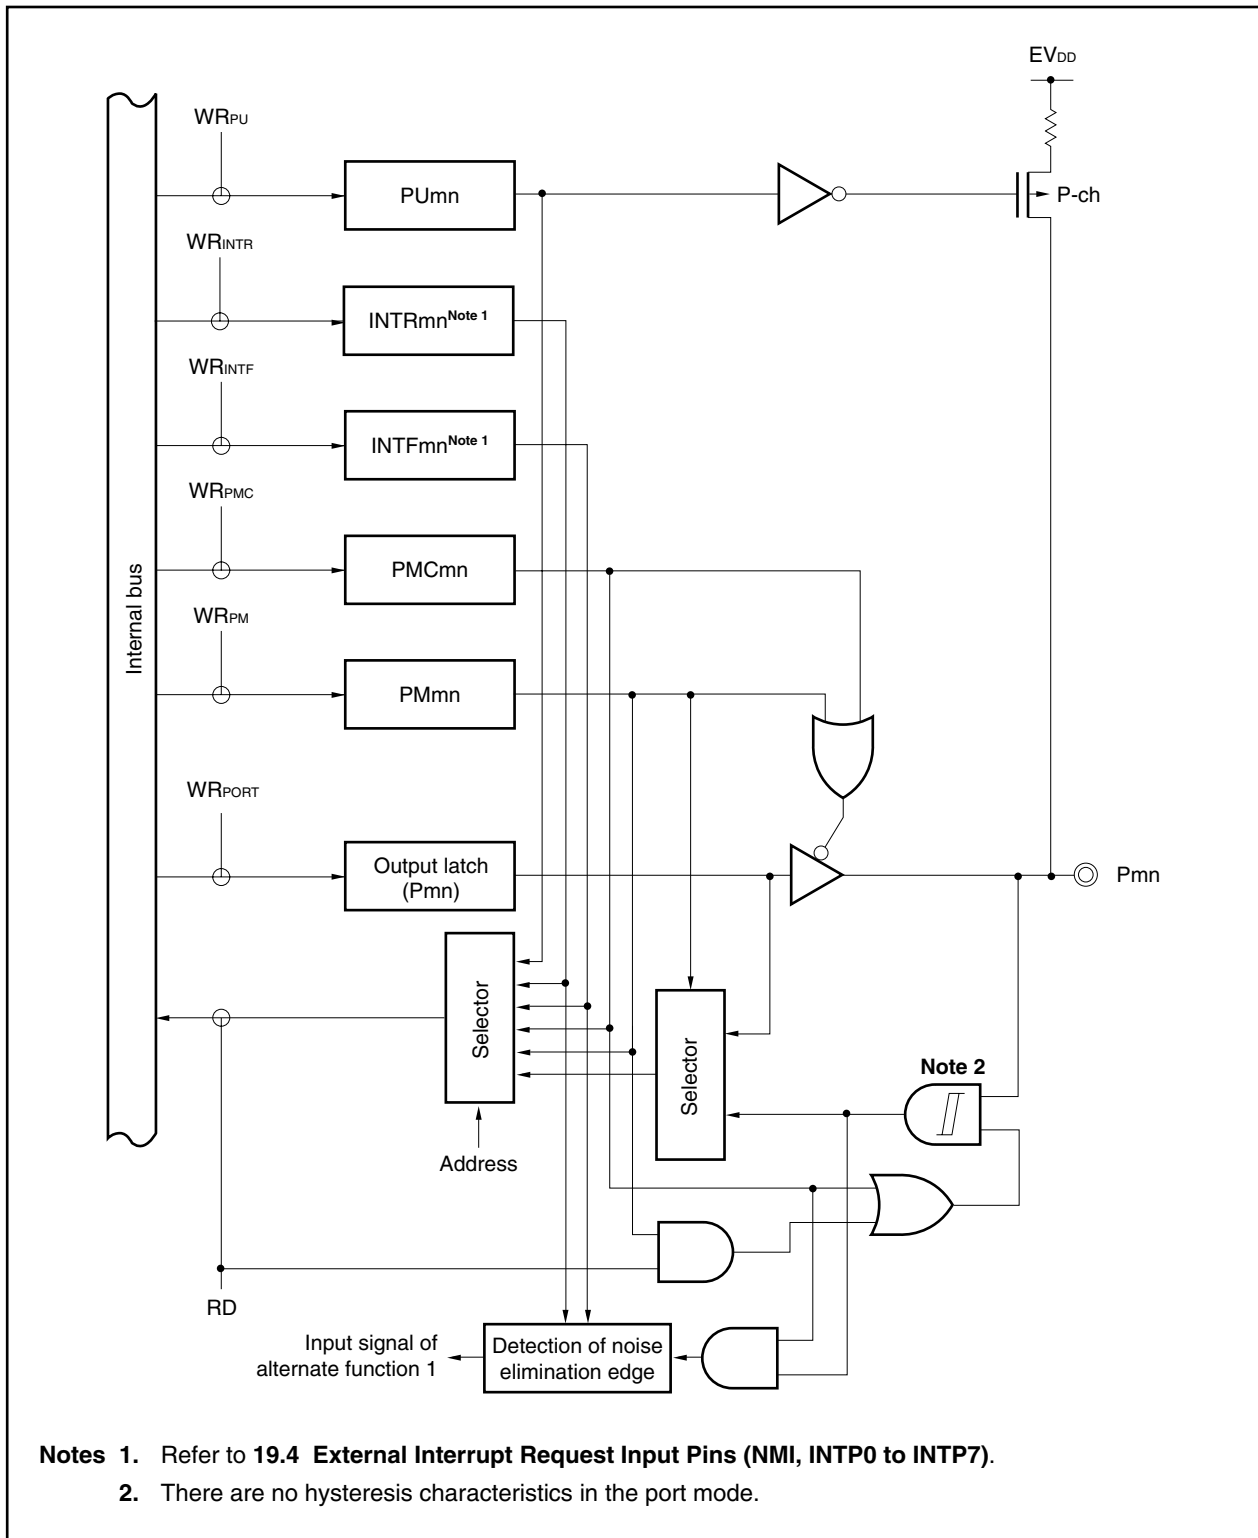 EVDD
WRPU
PUmn
P-ch
WRINTR
INTRmnNote 1
WRINTF
INTFmnNote 1
WRPMC
PMCmn
Internal bus
WRPM
PMmn
WRPORT
Output latch
(Pmn)
Pmn
Selector
Selector
Note 2
Address
RD
Input signal of
alternate function 1
Detection of noise
elimination edge
Notes 1. Refer to 19.4 External Interrupt Request Input Pins (NMI, INTP0 to INTP7).
2. There are no hysteresis characteristics in the port mode.